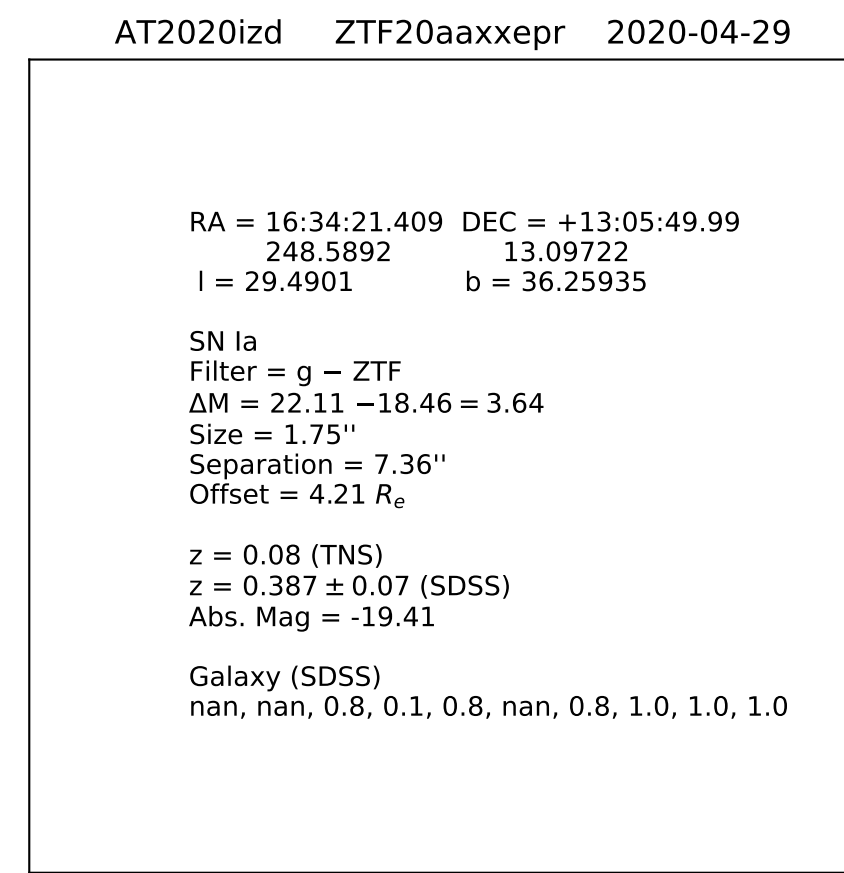 AT2020izd ZTF20aaxxepr 2020-04-29
RA = 16:34:21.409 DEC = +13:05:49.99
248.5892 13.09722
l = 29.4901 b = 36.25935
SN Ia
Filter = g − ZTF
ΔM = 22.11 −18.46 = 3.64
Size = 1.75''
Separation = 7.36''
Offset = 4.21 Rₑ
z = 0.08 (TNS)
z = 0.387 ± 0.07 (SDSS)
Abs. Mag = -19.41
Galaxy (SDSS)
nan, nan, 0.8, 0.1, 0.8, nan, 0.8, 1.0, 1.0, 1.0